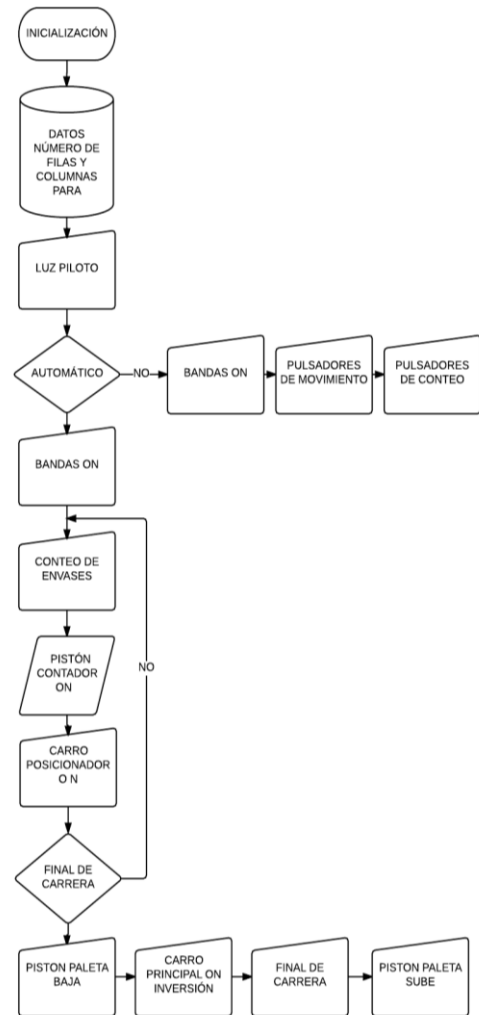 INICIALIZACIÓN
DATOS
NÚMERO DE
FILAS Y
COLUMNAS
PARA
LUZ PILOTO
AUTOMÁTICO
NO
BANDAS ON
PULSADORES
DE MOVIMIENTO
PULSADORES
DE CONTEO
BANDAS ON
CONTEO DE
ENVASES
PISTÓN
CONTADOR
ON
NO
CARRO
POSICIONADOR
O N
FINAL DE
CARRERA
PISTON PALETA
BAJA
CARRO
PRINCIPAL ON
INVERSIÓN
FINAL DE
CARRERA
PISTON PALETA
SUBE